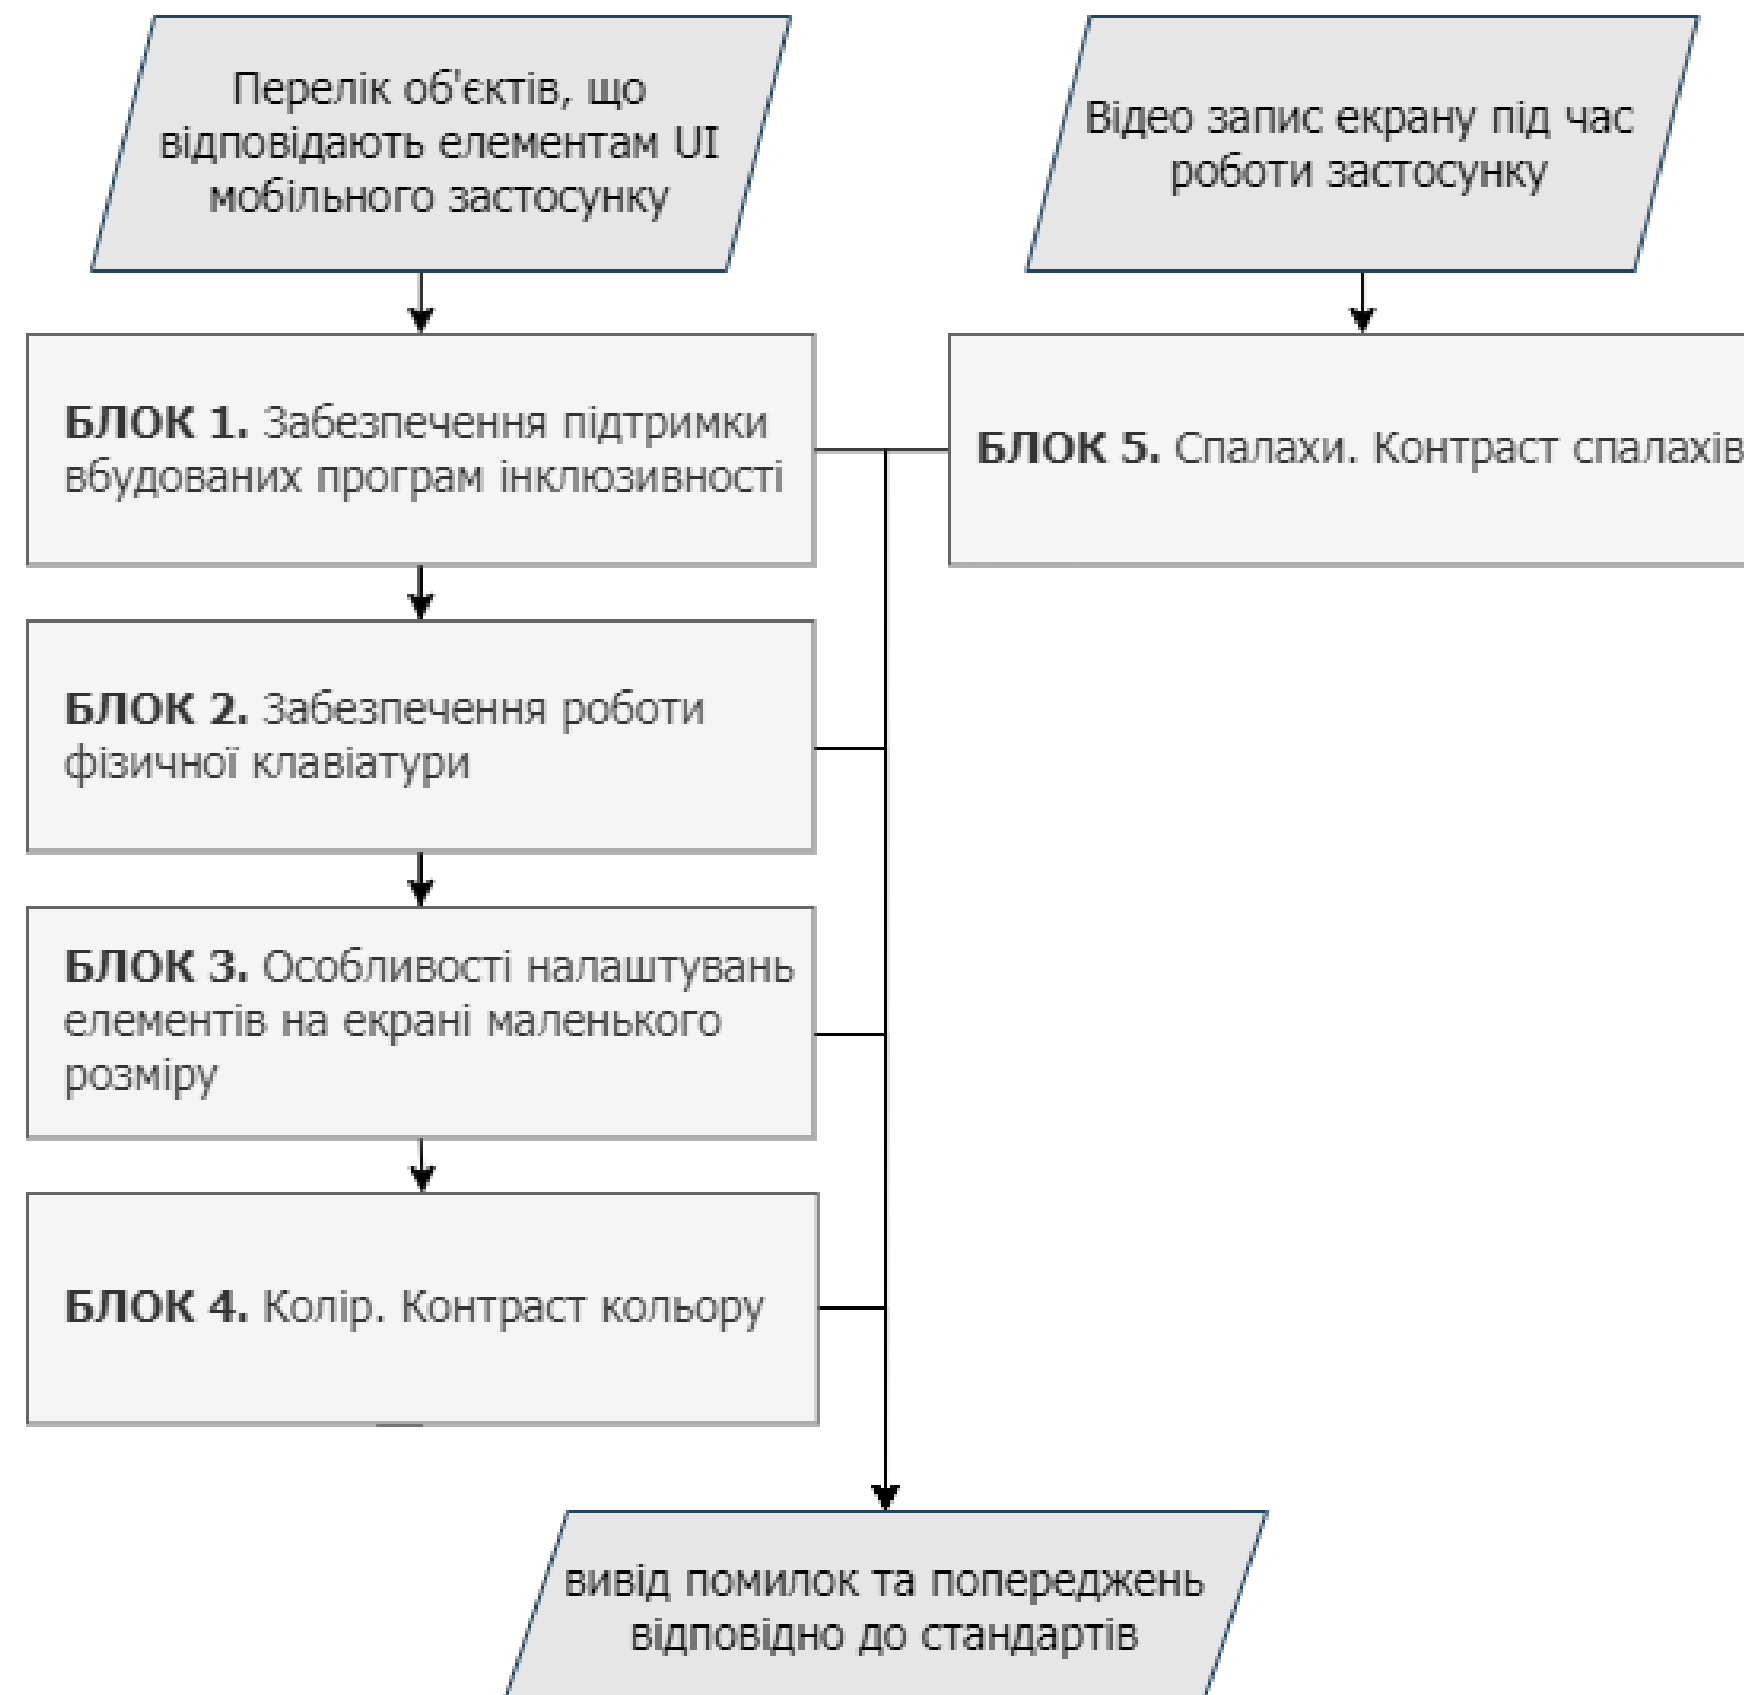 Перелік об'єктів, що
відповідають елементам UI
мобільного застосунку
Відео запис екрану під час
роботи застосунку
БЛОК 1. Забезпечення підтримки
вбудованих програм інклюзивності
БЛОК 5. Спалахи. Контраст спалахів
БЛОК 2. Забезпечення роботи
фізичної клавіатури
БЛОК 3. Особливості налаштувань
елементів на екрані маленького
розміру
БЛОК 4. Колір. Контраст кольору
вивід помилок та попереджень
відповідно до стандартів